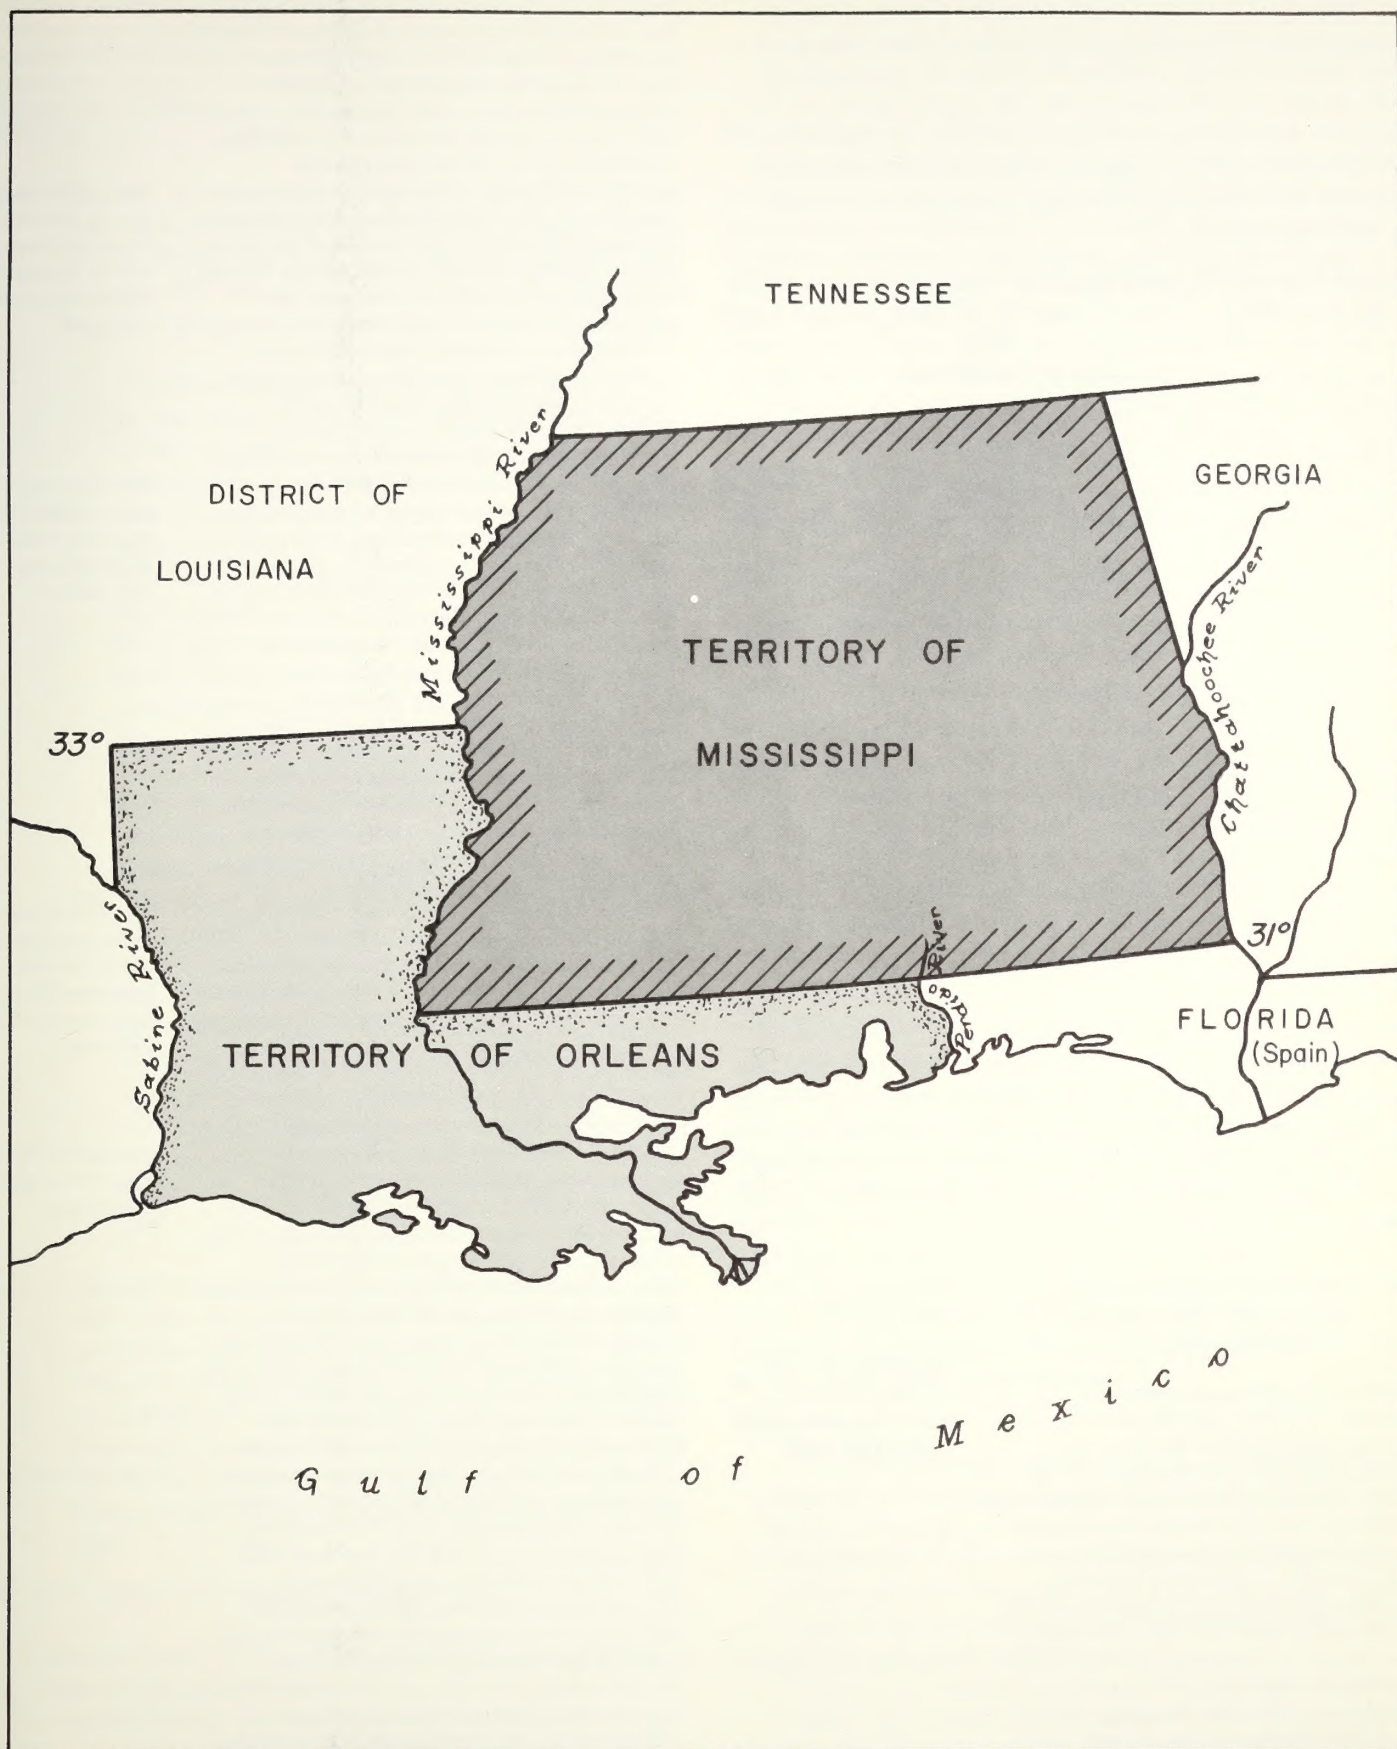 TENNESSEE
Mississippi River
DISTRICT OF
LOUISIANA
GEORGIA
Chattahoochee River
TERRITORY OF
MISSISSIPPI
33°
31°
Sabine River
Perdido River
FLORIDA
(Spain)
TERRITORY OF ORLEANS
Gulf of Mexico